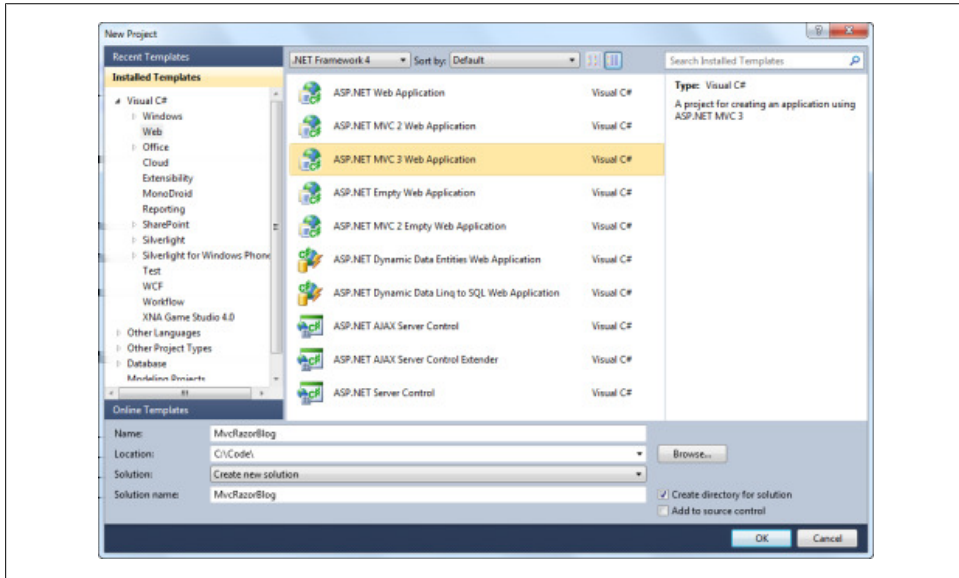 New Project
Recent Templates
Installed Templates
Visual C#
Windows
Web
Office
Cloud
Extensibility
MonoDroid
Reporting
SharePoint
Silverlight
Silverlight for Windows Phone
Test
WCF
Workflow
XNA Game Studio 4.0
Other Languages
Other Project Types
Database
Modeling Projects
Online Templates
.NET Framework 4 Sort by: Default
ASP.NET Web Application Visual C#
ASP.NET MVC 2 Web Application Visual C#
ASP.NET MVC 3 Web Application Visual C#
ASP.NET Empty Web Application Visual C#
ASP.NET MVC 2 Empty Web Application Visual C#
ASP.NET Dynamic Data Entities Web Application Visual C#
ASP.NET Dynamic Data Linq to SQL Web Application Visual C#
ASP.NET AJAX Server Control Visual C#
ASP.NET AJAX Server Control Extender Visual C#
ASP.NET Server Control Visual C#
Search Installed Templates
Type: Visual C#
A project for creating an application using
ASP.NET MVC 3
Name: MvcRazorBlog
Location: C:\Code\ Browse...
Solution: Create new solution
Solution name: MvcRazorBlog
Create directory for solution
Add to source control
OK Cancel